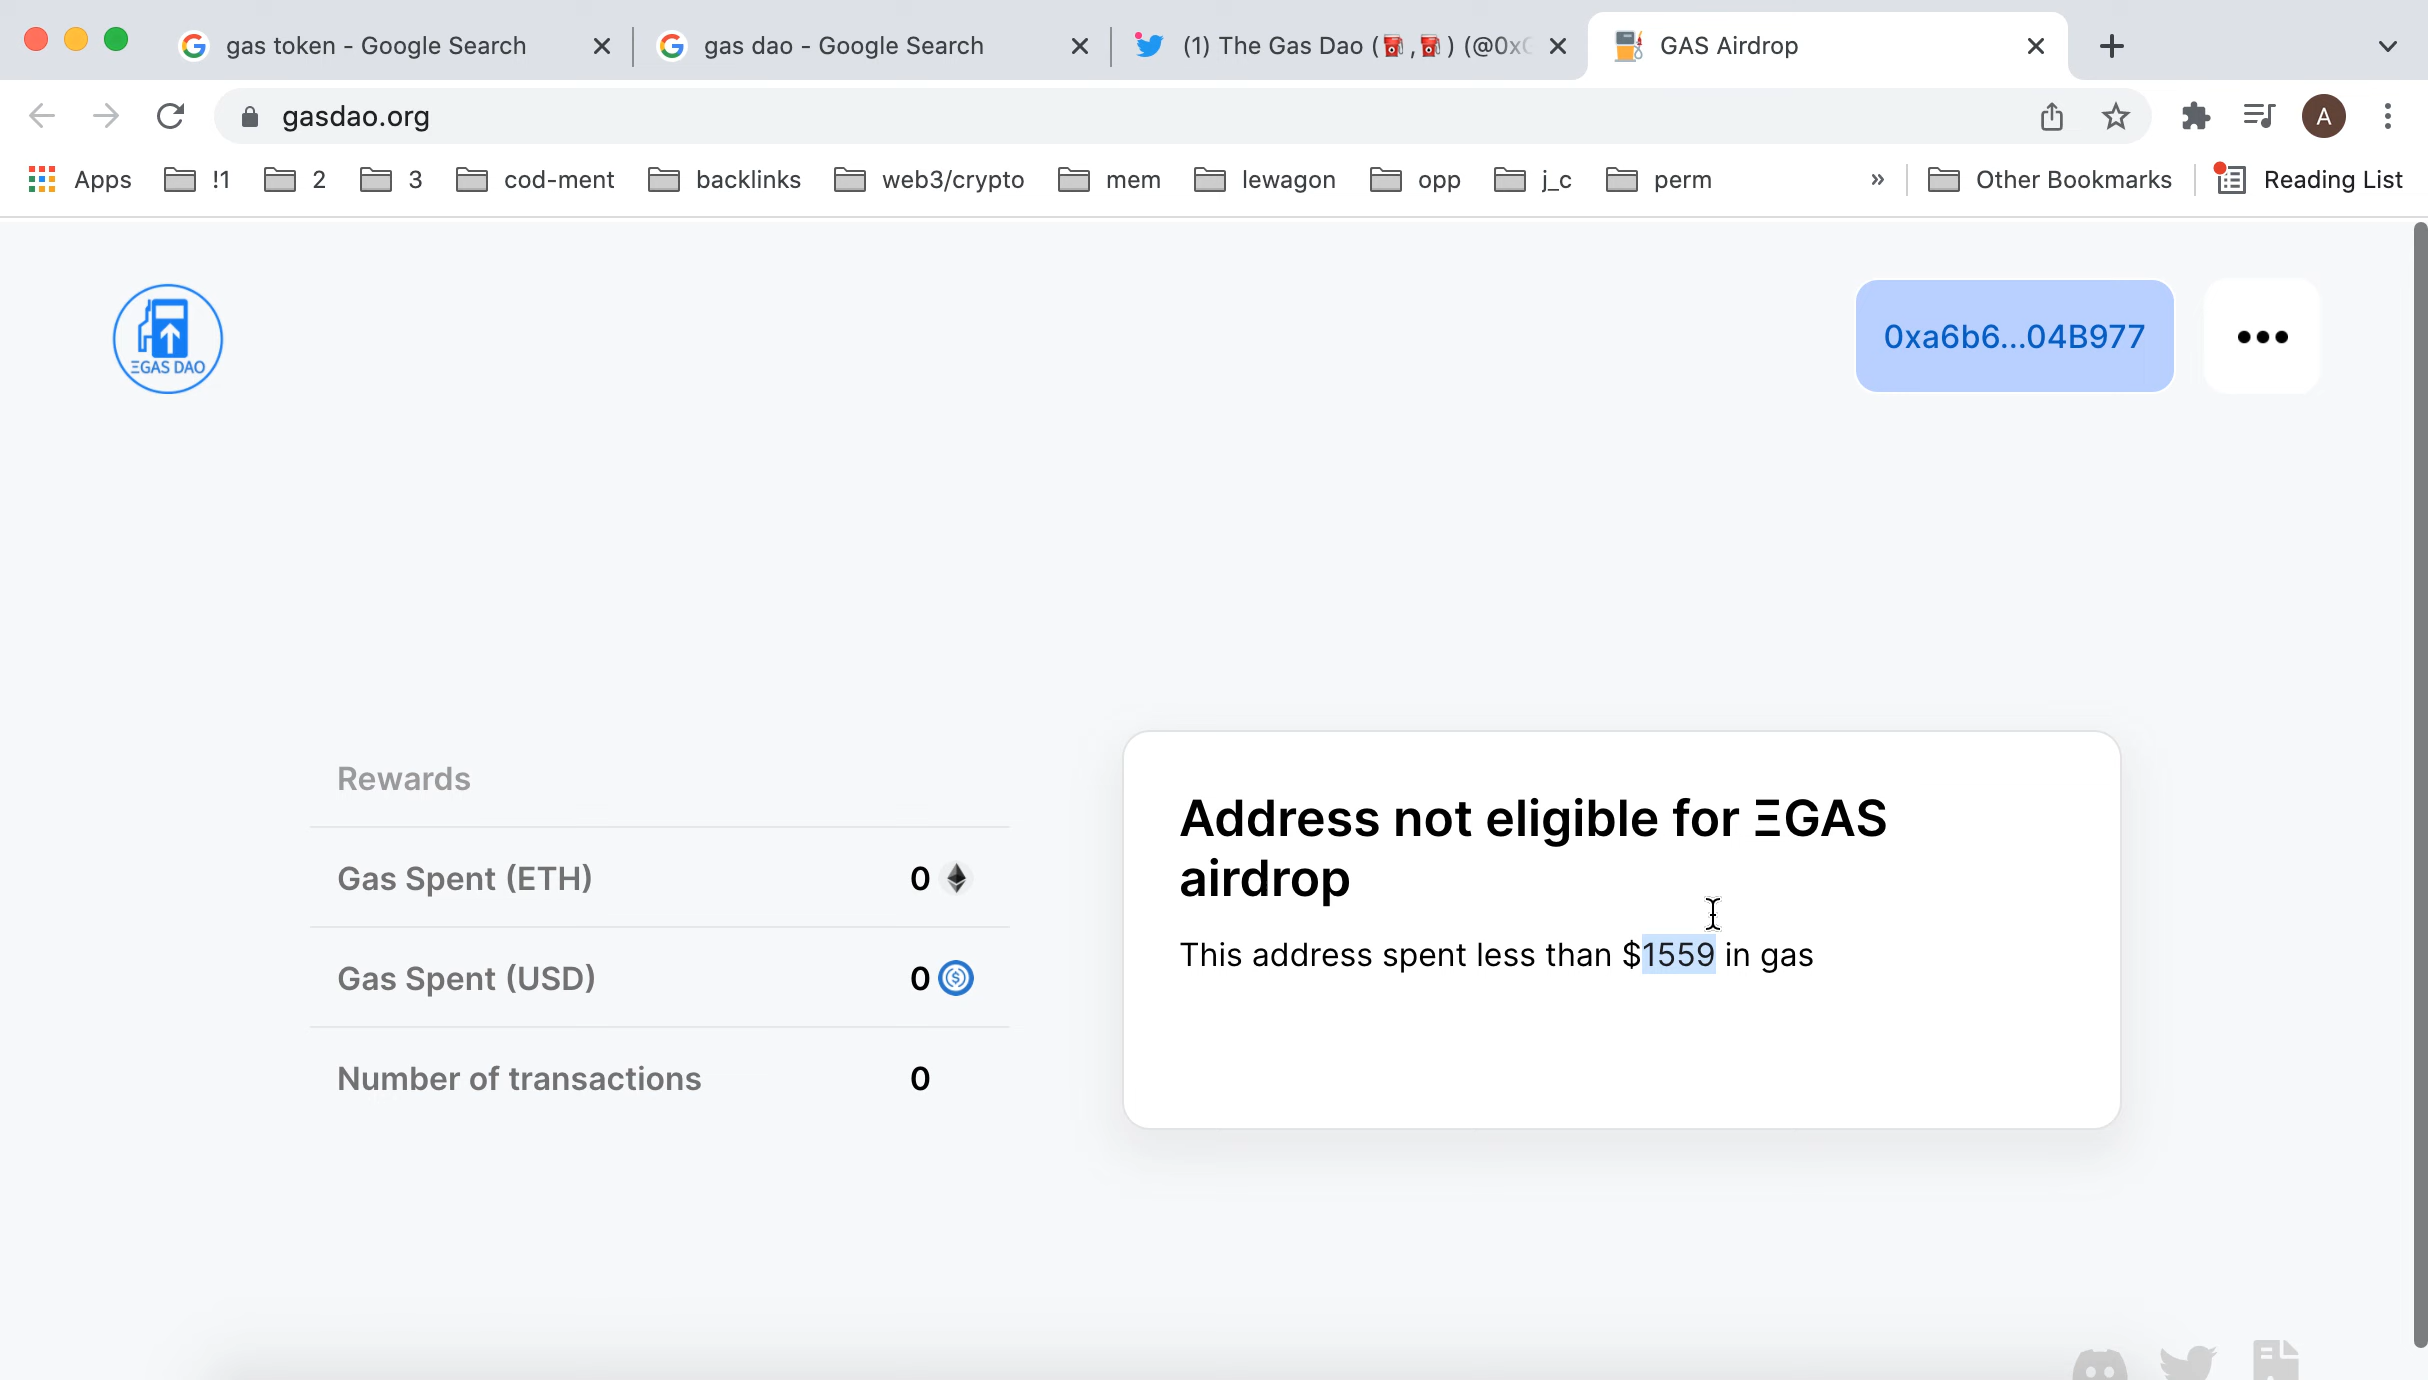 gas token - Google Search
gas dao - Google Search
(1) The Gas Dao (⛽,⛽) (@0x
GAS Airdrop
gasdao.org
A
Apps
!1
2
3
cod-ment
backlinks
web3/crypto
mem
lewagon
opp
j_c
perm
»
Other Bookmarks
Reading List
ΞGAS DAO
0xa6b6...04B977
Rewards
Gas Spent (ETH) 0
Gas Spent (USD) 0
Number of transactions 0
Address not eligible for ΞGAS
airdrop
This address spent less than $1559 in gas